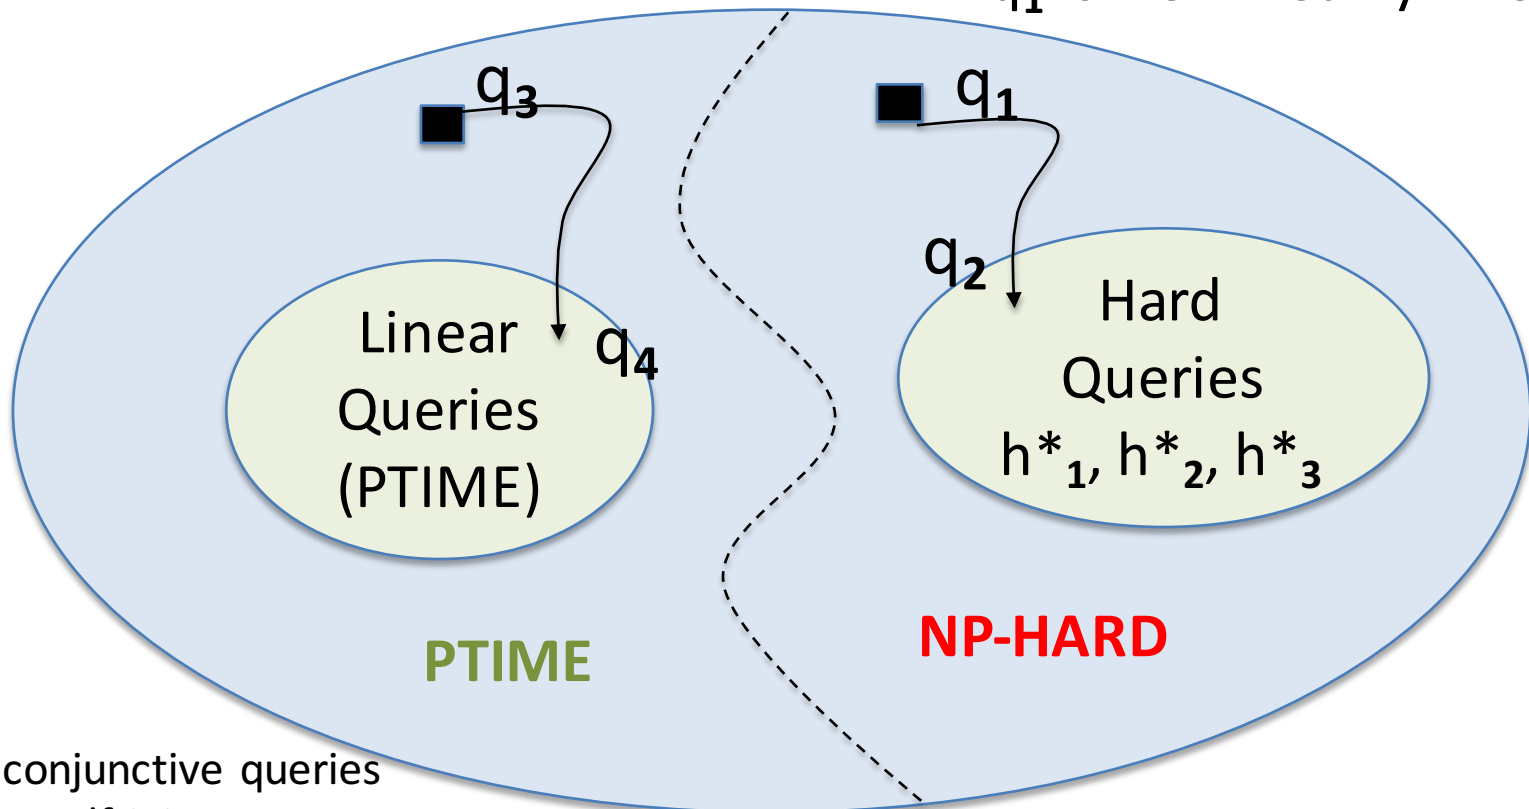 q3
q1
q2
Linear
Queries
(PTIME)
q4
Hard
Queries
h*1, h*2, h*3
PTIME
NP-HARD
conjunctive queries